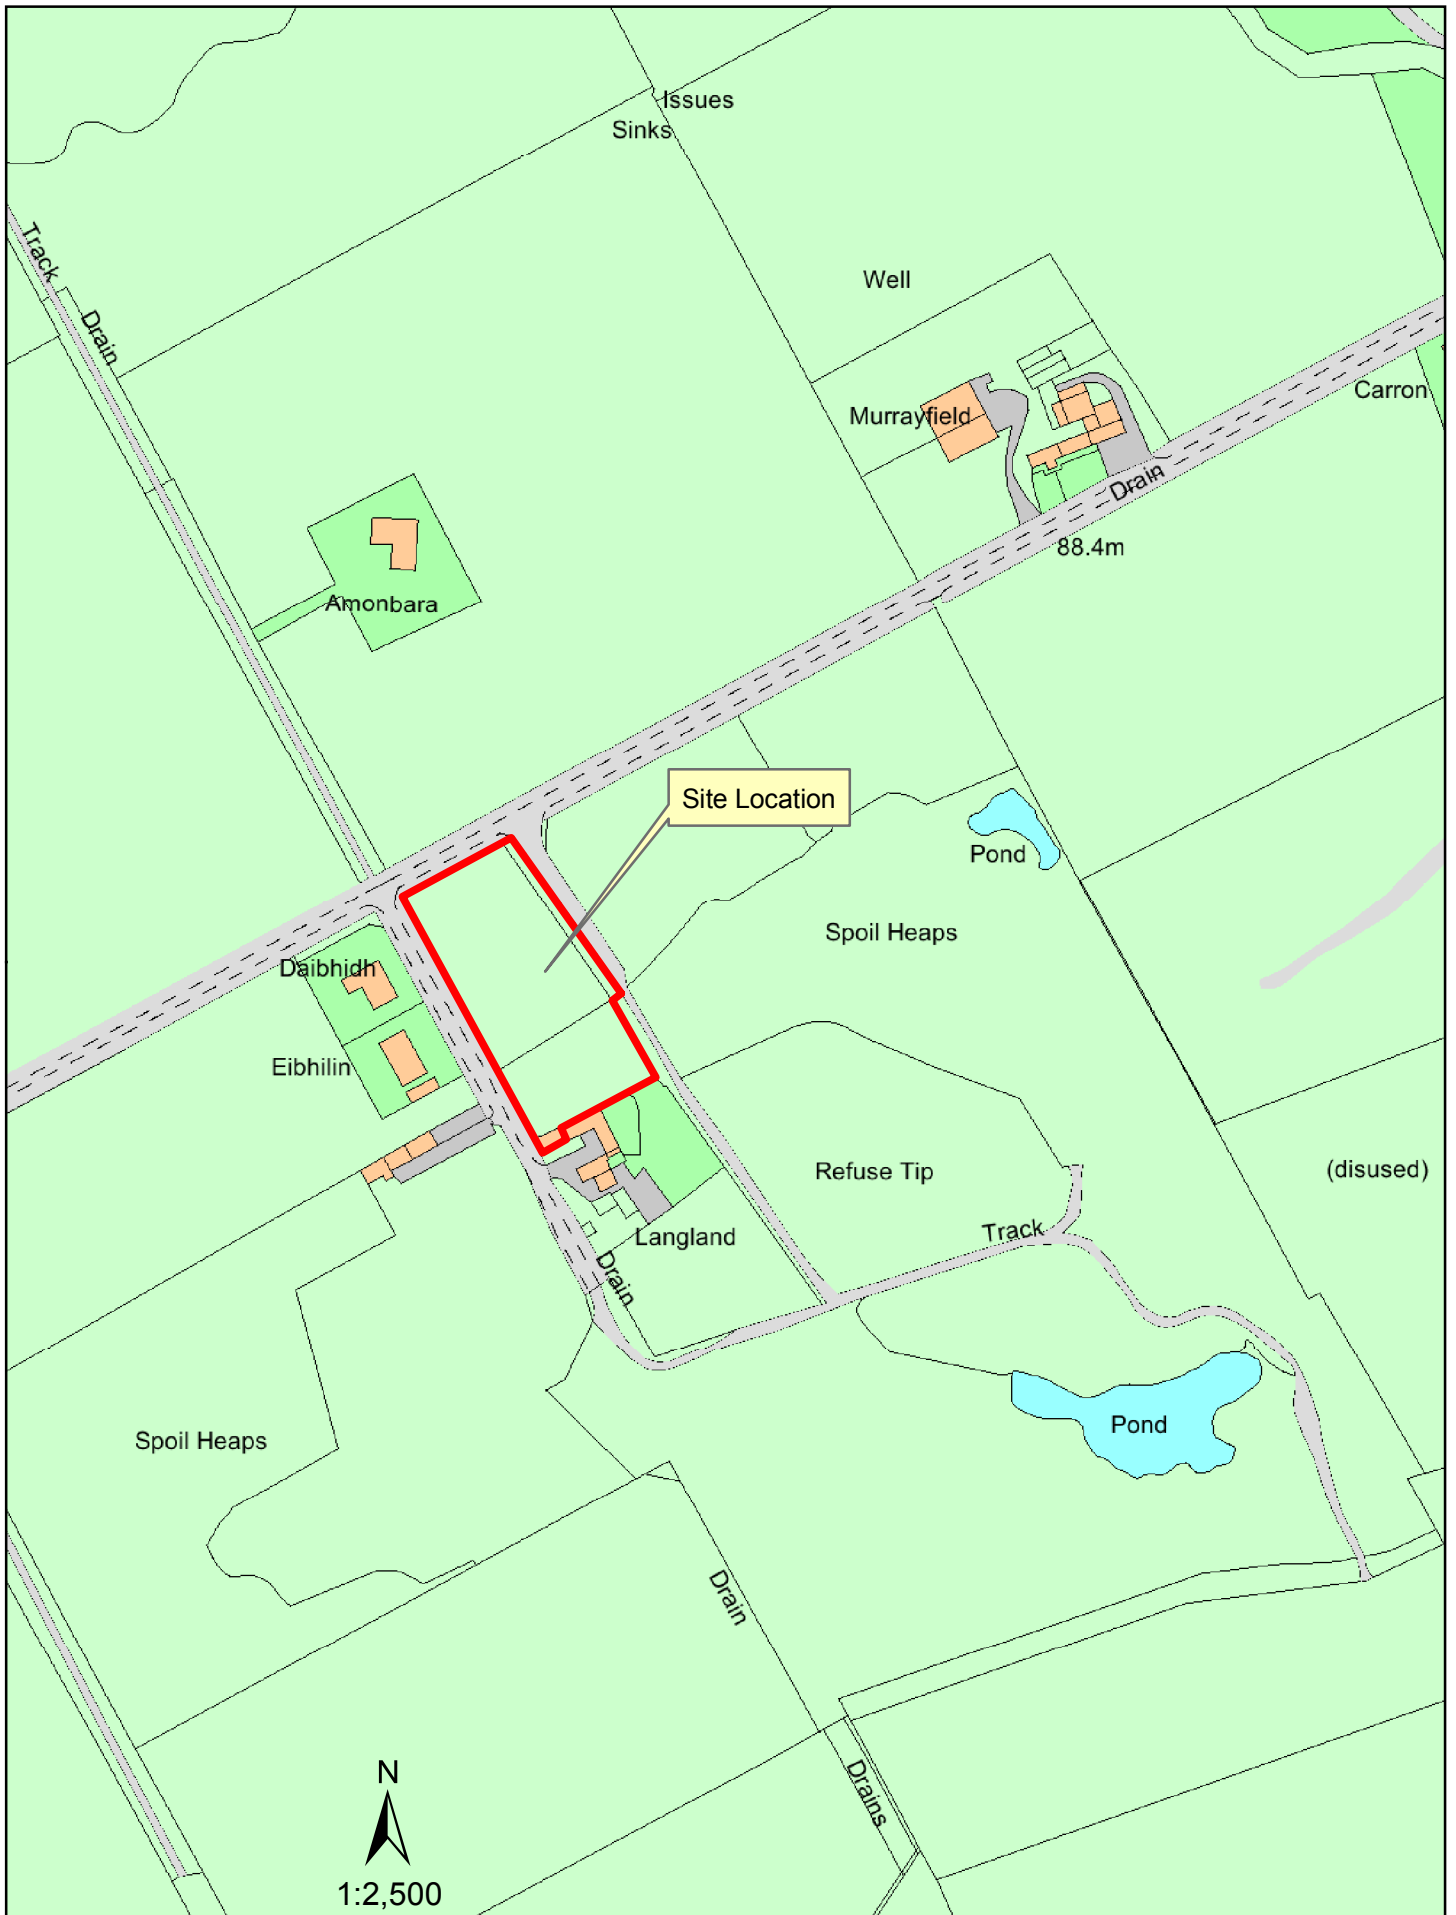 Issues
Sinks
Track
Drain
Well
Murrayfield
Carron
Drain
88.4m
Amonbara
Site Location
Pond
Spoil Heaps
Daibhidh
Eibhilin
Refuse Tip
(disused)
Track
Langland
Drain
Pond
Spoil Heaps
Drain
Drains
N
1:2,500